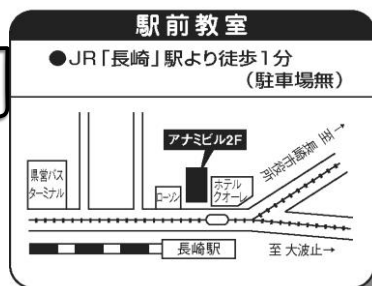 駅前教室
●JR「長崎」駅より徒歩1分
(駐車場無)
アナミビル2F
至 長崎市役所→
県営バス
ターミナル
ローソン
ホテル
クオーレ
長崎駅
至 大波止→